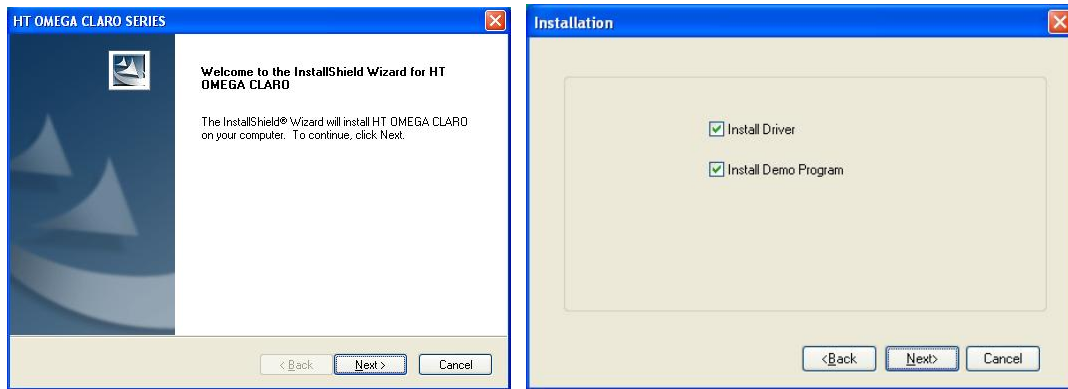 HT OMEGA CLARO SERIES
Welcome to the InstallShield Wizard for HT
OMEGA CLARO
The InstallShield® Wizard will install HT OMEGA CLARO
on your computer. To continue, click Next.
< Back
Next >
Cancel
Installation
Install Driver
Install Demo Program
<Back
Next>
Cancel